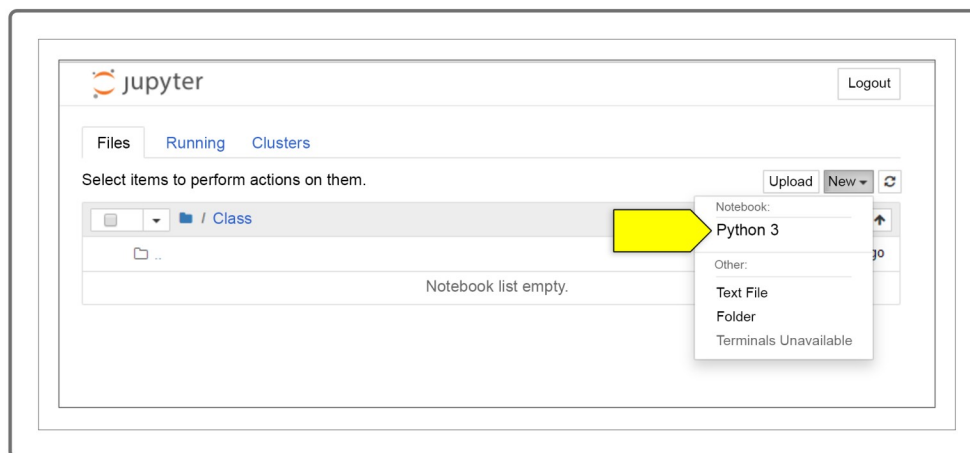 jupyter
Logout
Files Running Clusters
Select items to perform actions on them.
Upload New
/ Class
Notebook:
Python 3
..
go
Other:
Notebook list empty.
Text File
Folder
Terminals Unavailable